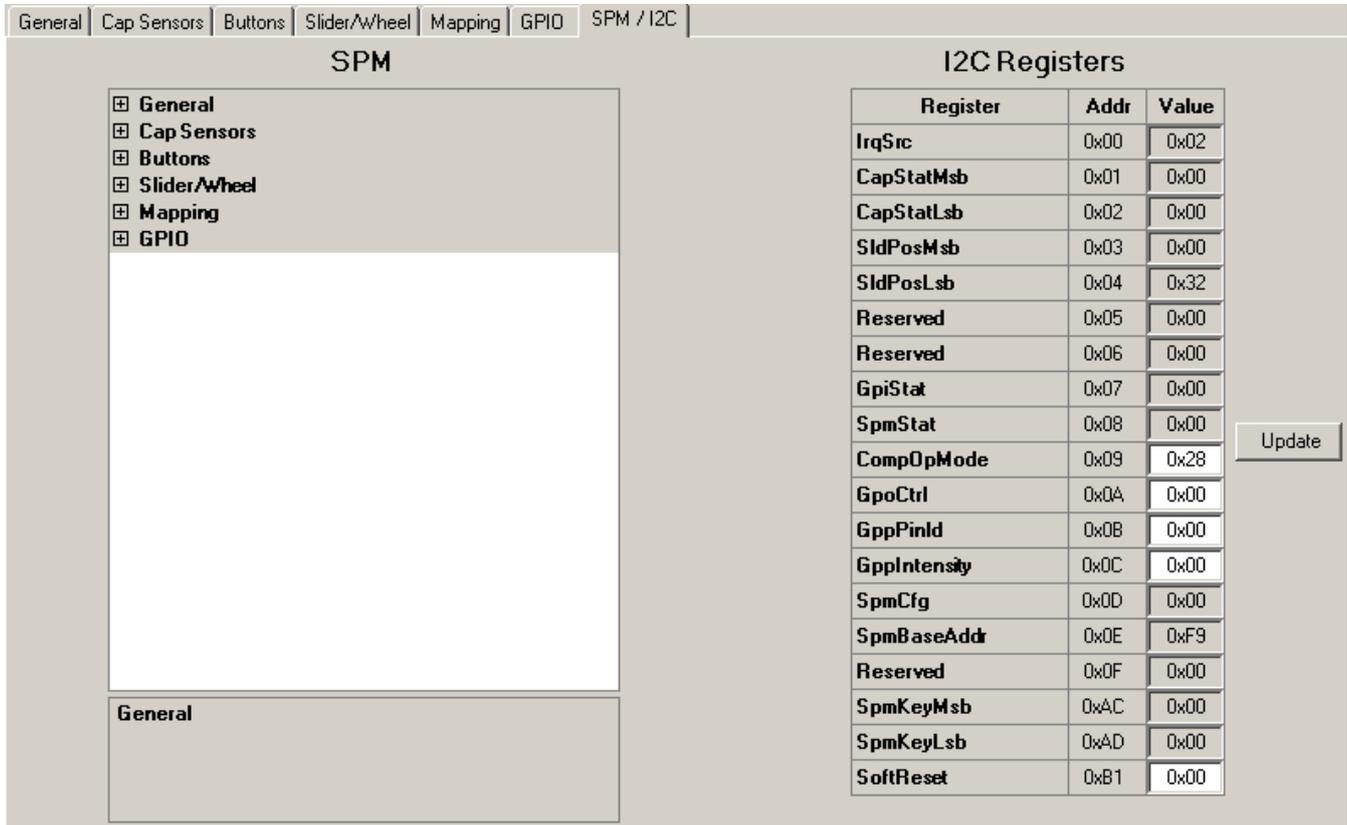 General Cap Sensors Buttons Slider/Wheel Mapping GPIO SPM / I2C
SPM
General
Cap Sensors
Buttons
Slider/Wheel
Mapping
GPIO
General
I2C Registers
Register Addr Value
IrqSrc 0x00 0x02
CapStatMsb 0x01 0x00
CapStatLsb 0x02 0x00
SldPosMsb 0x03 0x00
SldPosLsb 0x04 0x32
Reserved 0x05 0x00
Reserved 0x06 0x00
GpiStat 0x07 0x00
SpmStat 0x08 0x00
CompOpMode 0x09 0x28
GpoCtrl 0x0A 0x00
GppPinId 0x0B 0x00
GppIntensity 0x0C 0x00
SpmCfg 0x0D 0x00
SpmBaseAddr 0x0E 0xF9
Reserved 0x0F 0x00
SpmKeyMsb 0xAC 0x00
SpmKeyLsb 0xAD 0x00
SoftReset 0xB1 0x00
Update